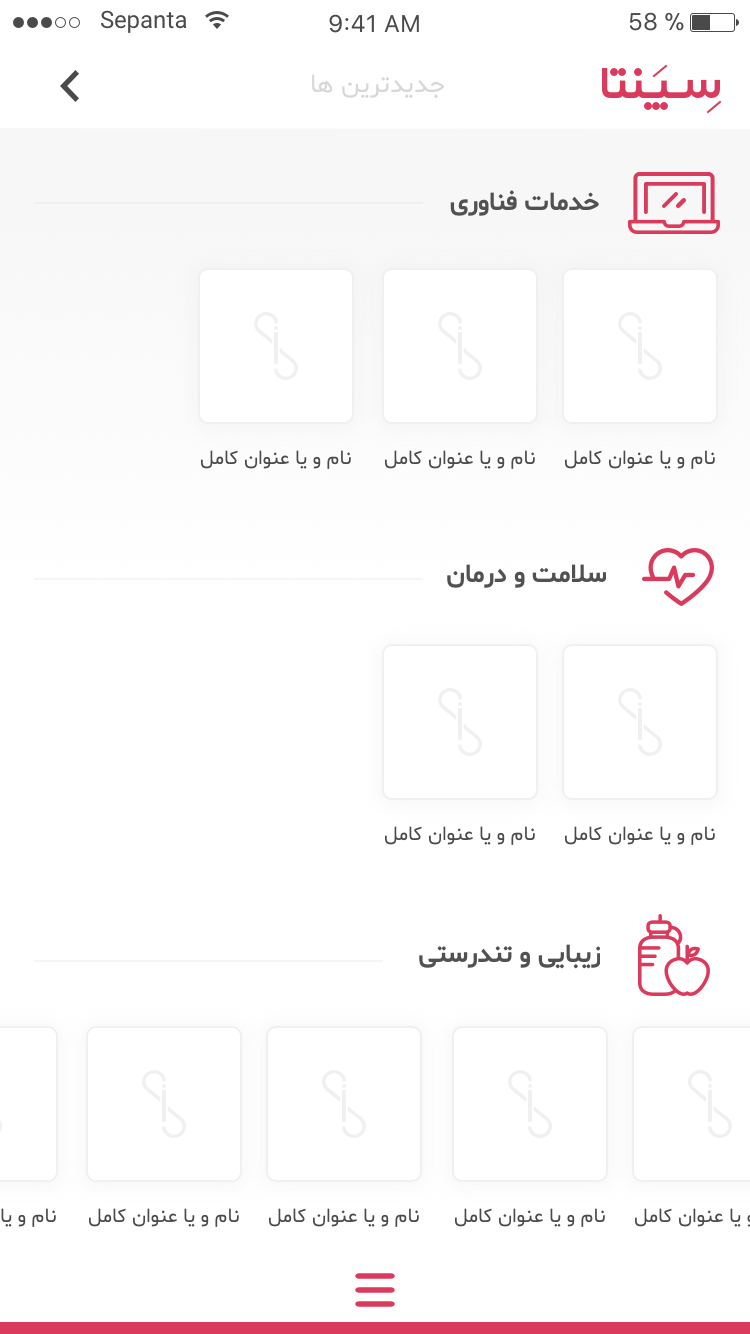 Sepanta 9:41 AM 58 %
سِپَنتا
جدیدترین ها
خدمات فناوری
نام و یا عنوان کامل
نام و یا عنوان کامل
نام و یا عنوان کامل
سلامت و درمان
نام و یا عنوان کامل
نام و یا عنوان کامل
زیبایی و تندرستی
و یا عنوان کامل
نام و یا عنوان کامل
نام و یا عنوان کامل
نام و یا عنوان کامل
نام و یا